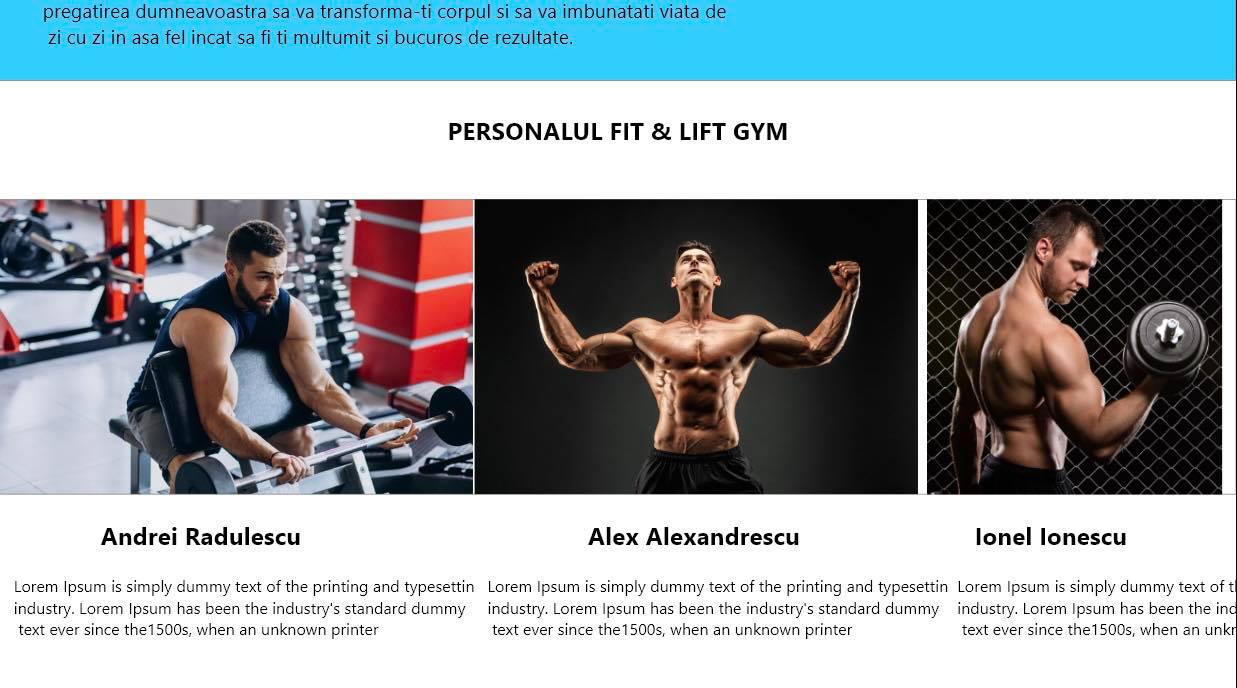 pregatirea dumneavoastra sa va transforma-ti corpul si sa va imbunatati viata de
zi cu zi in asa fel incat sa fi ti multumit si bucuros de rezultate.
PERSONALUL FIT & LIFT GYM
Andrei Radulescu
Lorem Ipsum is simply dummy text of the printing and typesettin
industry. Lorem Ipsum has been the industry's standard dummy
text ever since the1500s, when an unknown printer
Alex Alexandrescu
Lorem Ipsum is simply dummy text of the printing and typesettin
industry. Lorem Ipsum has been the industry's standard dummy
text ever since the1500s, when an unknown printer
Ionel Ionescu
Lorem Ipsum is simply dummy text of
industry. Lorem Ipsum has been the
text ever since the1500s, when an